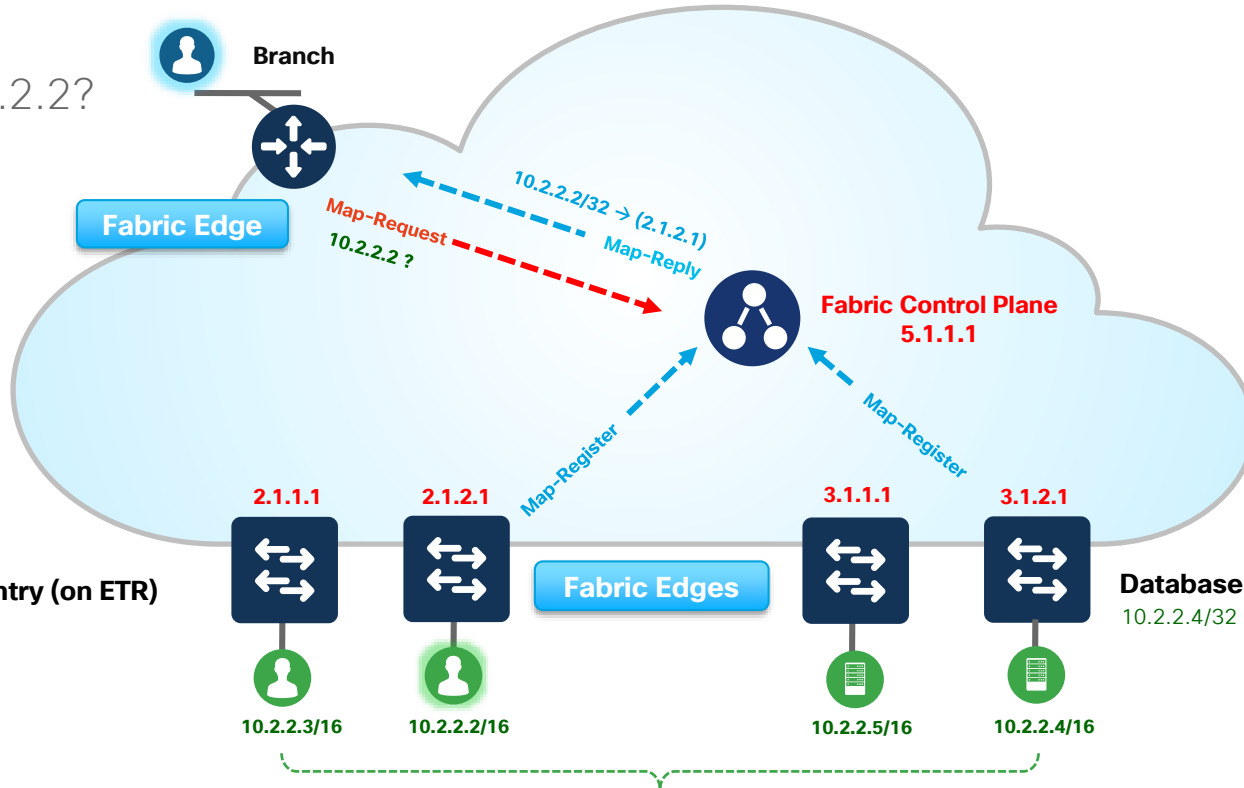 Branch
.2.2?
Fabric Edge
10.2.2.2/32 → (2.1.2.1)
Map-Reply
Map-Request
10.2.2.2 ?
Fabric Control Plane
5.1.1.1
Map-Register
Map-Register
2.1.1.1
2.1.2.1
3.1.1.1
3.1.2.1
ntry (on ETR)
Fabric Edges
Database
10.2.2.4/32
10.2.2.3/16
10.2.2.2/16
10.2.2.5/16
10.2.2.4/16